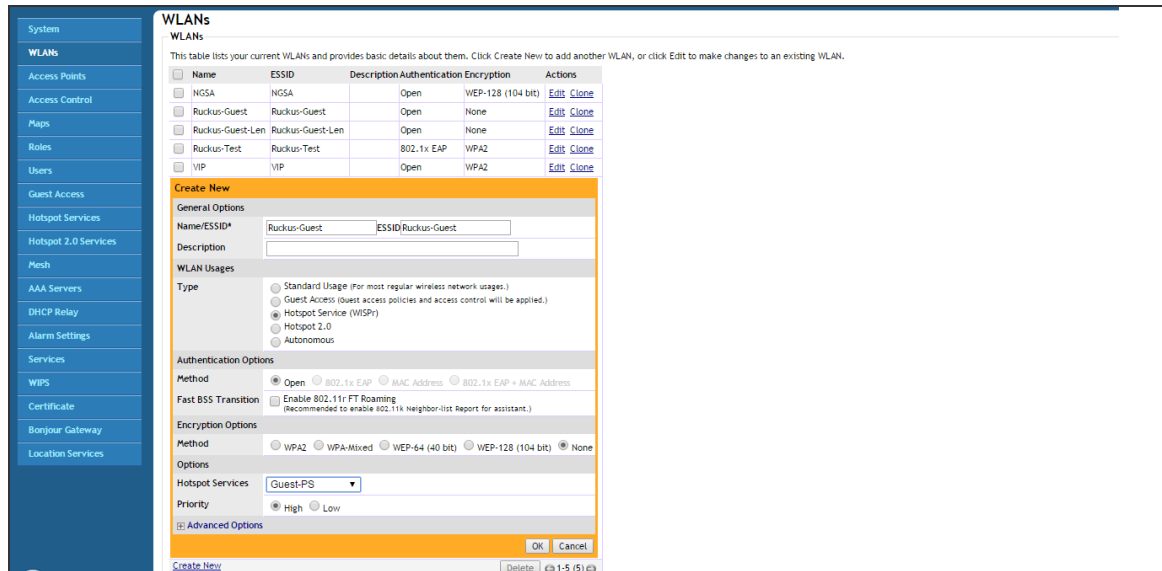 WLANs
System
WLANs
Access Points
Access Control
Maps
Roles
Users
Guest Access
Hotspot Services
Hotspot 2.0 Services
Mesh
AAA Servers
DHCP Relay
Alarm Settings
Services
WIPS
Certificate
Bonjour Gateway
Location Services
WLANs
This table lists your current WLANs and provides basic details about them. Click Create New to add another WLAN, or click Edit to make changes to an existing WLAN.
Name ESSID Description Authentication Encryption Actions
NGSA NGSA Open WEP-128 (104 bit) Edit Clone
Ruckus-Guest Ruckus-Guest Open None Edit Clone
Ruckus-Guest-Len Ruckus-Guest-Len Open None Edit Clone
Ruckus-Test Ruckus-Test 802.1x EAP WPA2 Edit Clone
VIP VIP Open WPA2 Edit Clone
Create New
General Options
Name/ESSID* Ruckus-Guest ESSID Ruckus-Guest
Description
WLAN Usages
Type Standard Usage (For most regular wireless network usages.)
Guest Access (Guest access policies and access control will be applied.)
Hotspot Service (WISPr)
Hotspot 2.0
Autonomous
Authentication Options
Method Open 802.1x EAP MAC Address 802.1x EAP + MAC Address
Fast BSS Transition Enable 802.11r FT Roaming
(Recommended to enable 802.11k Neighbor-list Report for assistant.)
Encryption Options
Method WPA2 WPA-Mixed WEP-64 (40 bit) WEP-128 (104 bit) None
Options
Hotspot Services Guest-PS
Priority High Low
Advanced Options
OK Cancel
Create New Delete 1-5 (5)